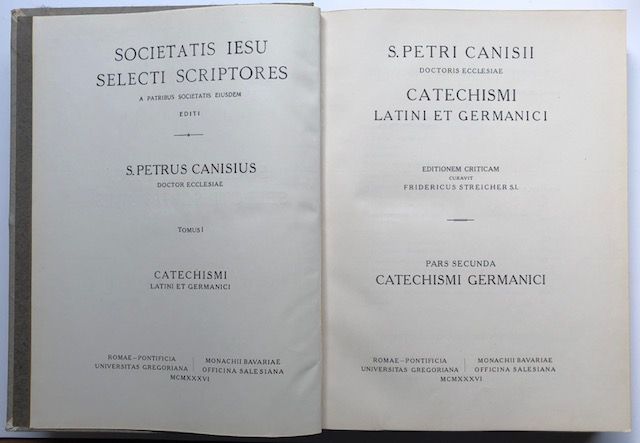 SOCIETATIS IESU
SELECTI SCRIPTORES
A PATRIBUS SOCIETATIS EIUSDEM
EDITI
S. PETRUS CANISIUS
DOCTOR ECCLESIAE
TOMUS I
CATECHISMI
LATINI ET GERMANICI
ROMAE–PONTIFICIA
UNIVERSITAS GREGORIANA
MONACHII BAVARIAE
OFFICINA SALESIANA
MCMXXXVI
S. PETRI CANISII
DOCTORIS ECCLESIAE
CATECHISMI
LATINI ET GERMANICI
EDITIONEM CRITICAM
CURAVIT
FRIDERICUS STREICHER S.I.
PARS SECUNDA
CATECHISMI GERMANICI
ROMAE–PONTIFICIA
UNIVERSITAS GREGORIANA
MONACHII BAVARIAE
OFFICINA SALESIANA
MCMXXXVI